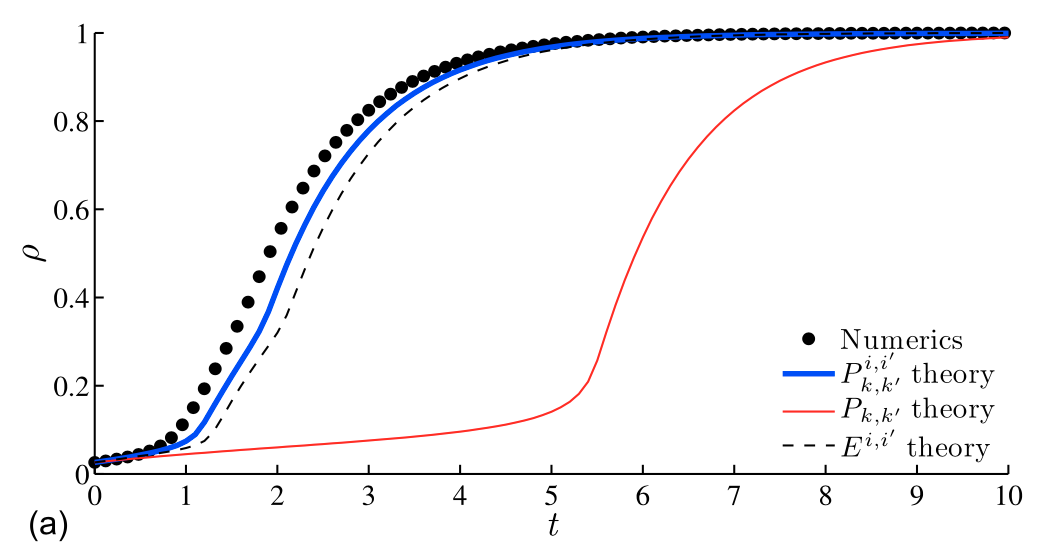 1
0.8
0.6
0.4
0.2
0
ρ
0 1 2 3 4 5 6 7 8 9 10
t
Numerics
P_{k,k'}^{i,i'} theory
P_{k,k'} theory
E^{i,i'} theory
(a)